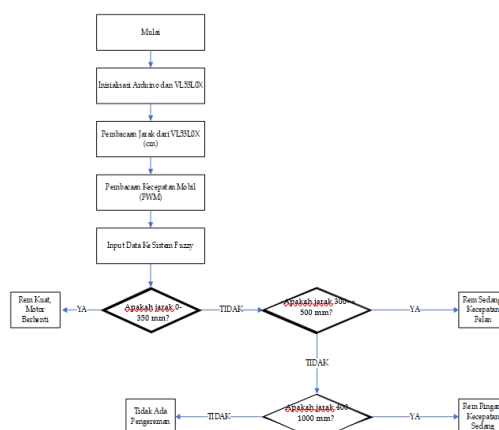 Mulai
Inisialisasi Arduino dan VL53L0X
Pembacaan Jarak dari VL53L0X
(cm)
Pembacaan Kecepatan Mobil
(PWM)
Input Data Ke Sistem Fuzzy
Rem Kuat,
Motor
Berhenti
YA
Apakah jarak 0-
350 mm?
TIDAK
Apakah jarak 300-
500 mm?
YA
Rem Sedang
Kecepatan
Pelan
TIDAK
Tidak Ada
Pengereman
TIDAK
Apakah jarak 400
1000 mm?
YA
Rem Ringan
Kecepatan
Sedang